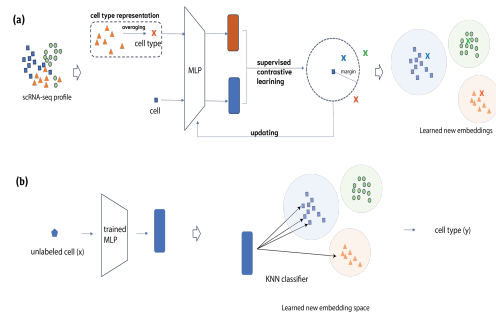 (a)
cell type representation
averaging
X
cell type
scRNA-seq profile
MLP
cell
supervised
contrastive
learining
margin
X
X
X
updating
X
X
X
Learned new embeddings
(b)
unlabeled cell (x)
trained
MLP
KNN classifier
cell type (y)
Learned new embedding space